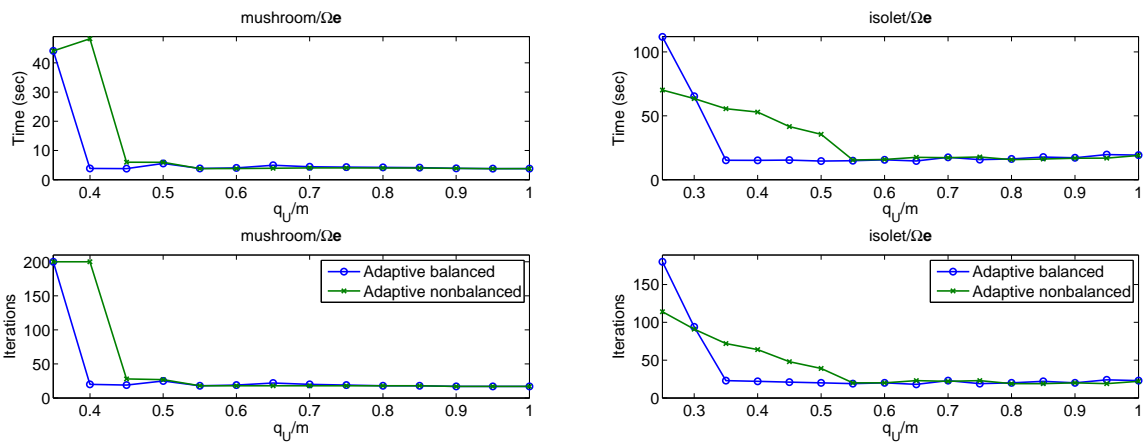 mushroom/Ωe
Time (sec)
40
30
20
10
0
0.4 0.5 0.6 0.7 0.8 0.9 1
q_U/m
isolet/Ωe
Time (sec)
100
50
0
0.3 0.4 0.5 0.6 0.7 0.8 0.9 1
q_U/m
mushroom/Ωe
Iterations
200
150
100
50
0
Adaptive balanced
Adaptive nonbalanced
0.4 0.5 0.6 0.7 0.8 0.9 1
q_U/m
isolet/Ωe
Iterations
150
100
50
0
Adaptive balanced
Adaptive nonbalanced
0.3 0.4 0.5 0.6 0.7 0.8 0.9 1
q_U/m